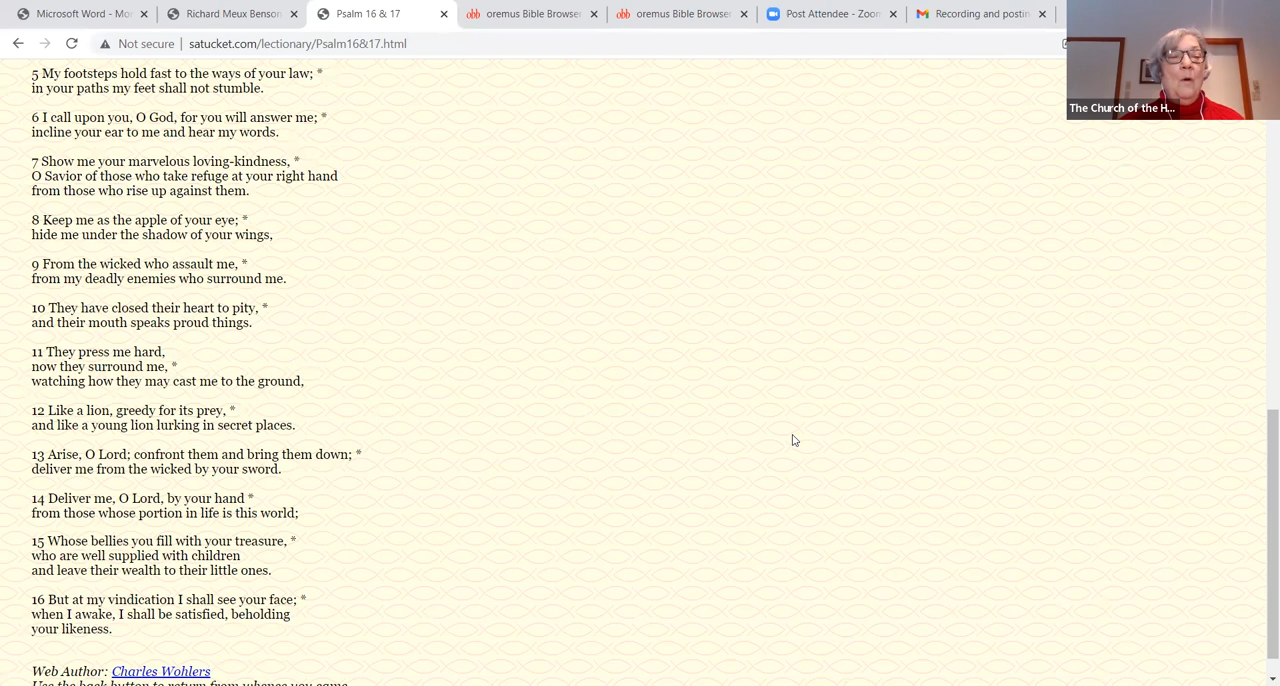 Microsoft Word - Mo
Richard Meux Benson
Psalm 16 & 17
oremus Bible Browser
oremus Bible Browser
Post Attendee - Zoom
Recording and postin
Not secure | satucket.com/lectionary/Psalm16&17.html
The Church of the H...
5 My footsteps hold fast to the ways of your law; *
in your paths my feet shall not stumble.
6 I call upon you, O God, for you will answer me; *
incline your ear to me and hear my words.
7 Show me your marvelous loving-kindness, *
O Savior of those who take refuge at your right hand
from those who rise up against them.
8 Keep me as the apple of your eye; *
hide me under the shadow of your wings,
9 From the wicked who assault me, *
from my deadly enemies who surround me.
10 They have closed their heart to pity, *
and their mouth speaks proud things.
11 They press me hard,
now they surround me, *
watching how they may cast me to the ground,
12 Like a lion, greedy for its prey, *
and like a young lion lurking in secret places.
13 Arise, O Lord; confront them and bring them down; *
deliver me from the wicked by your sword.
14 Deliver me, O Lord, by your hand *
from those whose portion in life is this world;
15 Whose bellies you fill with your treasure, *
who are well supplied with children
and leave their wealth to their little ones.
16 But at my vindication I shall see your face; *
when I awake, I shall be satisfied, beholding
your likeness.
Web Author: Charles Wohlers
Use the back button to return from whence you came